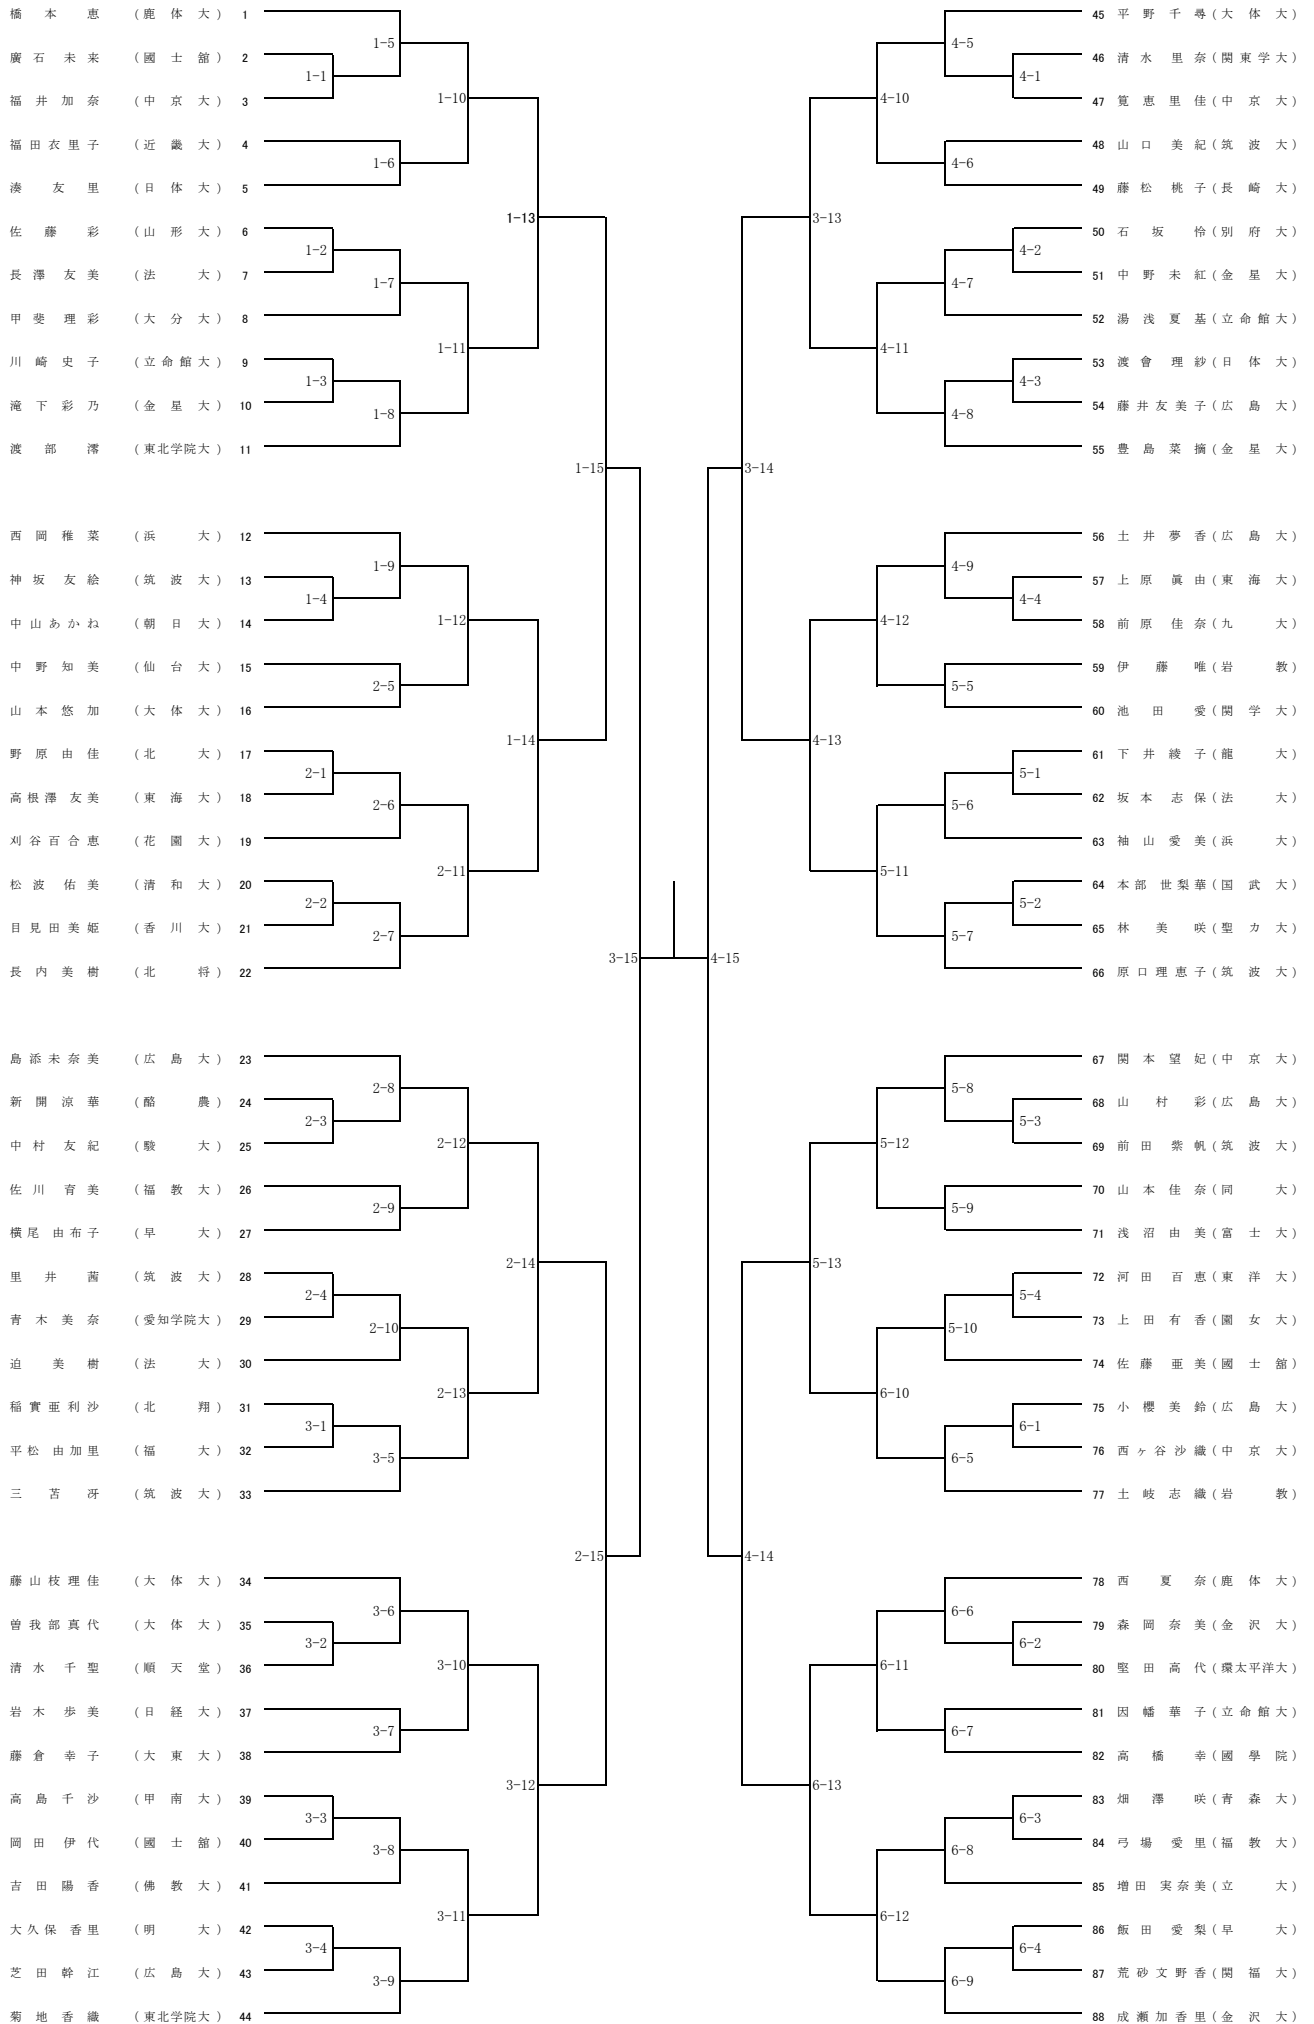 橋本恵 (鹿体大) 1
廣石未来 (國士舘) 2
福井加奈 (中京大) 3
福田衣里子 (近畿大) 4
湊友里 (日体大) 5
佐藤彩 (山形大) 6
長澤友美 (法大) 7
甲斐理彩 (大分大) 8
川崎史子 (立命館大) 9
滝下彩乃 (金星大) 10
渡部澪 (東北学院大) 11
西岡稚菜 (浜大) 12
神坂友絵 (筑波大) 13
中山あかね (朝日大) 14
中野知美 (仙台大) 15
山本悠加 (大体大) 16
野原由佳 (北大) 17
高根澤友美 (東海大) 18
刈谷百合恵 (花園大) 19
松波佑美 (清和大) 20
目見田美姫 (香川大) 21
長内美樹 (北将) 22
島添未奈美 (広島大) 23
新開涼華 (酪農) 24
中村友紀 (駿大) 25
佐川育美 (福教大) 26
横尾由布子 (早大) 27
里井茜 (筑波大) 28
青木美奈 (愛知学院大) 29
迫美樹 (法大) 30
稲實亜利沙 (北翔) 31
平松由加里 (福大) 32
三苫冴 (筑波大) 33
藤山枝理佳 (大体大) 34
曽我部真代 (大体大) 35
清水千聖 (順天堂) 36
岩木歩美 (日経大) 37
藤倉幸子 (大東大) 38
高島千沙 (甲南大) 39
岡田伊代 (國士舘) 40
吉田陽香 (佛教大) 41
大久保香里 (明大) 42
芝田幹江 (広島大) 43
菊地香織 (東北学院大) 44
1-5
1-1
1-10
1-6
1-13
1-2
1-7
1-11
1-3
1-8
1-15
1-9
1-4
1-12
2-5
1-14
2-1
2-6
2-11
2-2
2-7
3-15
2-8
2-3
2-12
2-9
2-14
2-4
2-10
2-13
3-1
3-5
2-15
3-6
3-2
3-10
3-7
3-12
3-3
3-8
3-11
3-4
3-9
4-5
4-1
4-10
4-6
3-13
4-2
4-7
4-11
4-3
4-8
3-14
4-9
4-4
4-12
5-5
4-13
5-1
5-6
5-11
5-2
5-7
4-15
5-8
5-3
5-12
5-9
5-13
5-4
5-10
6-10
6-1
6-5
4-14
6-6
6-2
6-11
6-7
6-13
6-3
6-8
6-12
6-4
6-9
45 平野千尋 (大体大)
46 清水里奈 (関東学大)
47 筧恵里佳 (中京大)
48 山口美紀 (筑波大)
49 藤松桃子 (長崎大)
50 石坂怜 (別府大)
51 中野未紅 (金星大)
52 湯浅夏基 (立命館大)
53 渡會理紗 (日体大)
54 藤井友美子 (広島大)
55 豊島菜摘 (金星大)
56 土井夢香 (広島大)
57 上原眞由 (東海大)
58 前原佳奈 (九大)
59 伊藤唯 (岩教)
60 池田愛 (関学大)
61 下井綾子 (龍大)
62 坂本志保 (法大)
63 袖山愛美 (浜大)
64 本部世梨華 (国武大)
65 林美咲 (聖カ大)
66 原口理恵子 (筑波大)
67 関本望妃 (中京大)
68 山村彩 (広島大)
69 前田紫帆 (筑波大)
70 山本佳奈 (同大)
71 浅沼由美 (富士大)
72 河田百恵 (東洋大)
73 上田有香 (園女大)
74 佐藤亜美 (國士舘)
75 小櫻美鈴 (広島大)
76 西ヶ谷沙織 (中京大)
77 土岐志織 (岩教)
78 西夏奈 (鹿体大)
79 森岡奈美 (金沢大)
80 堅田高代 (環太平洋大)
81 因幡華子 (立命館大)
82 高橋幸 (國學院)
83 畑澤咲 (青森大)
84 弓場愛里 (福教大)
85 増田実奈美 (立大)
86 飯田愛梨 (早大)
87 荒砂文野香 (関福大)
88 成瀬加香里 (金沢大)